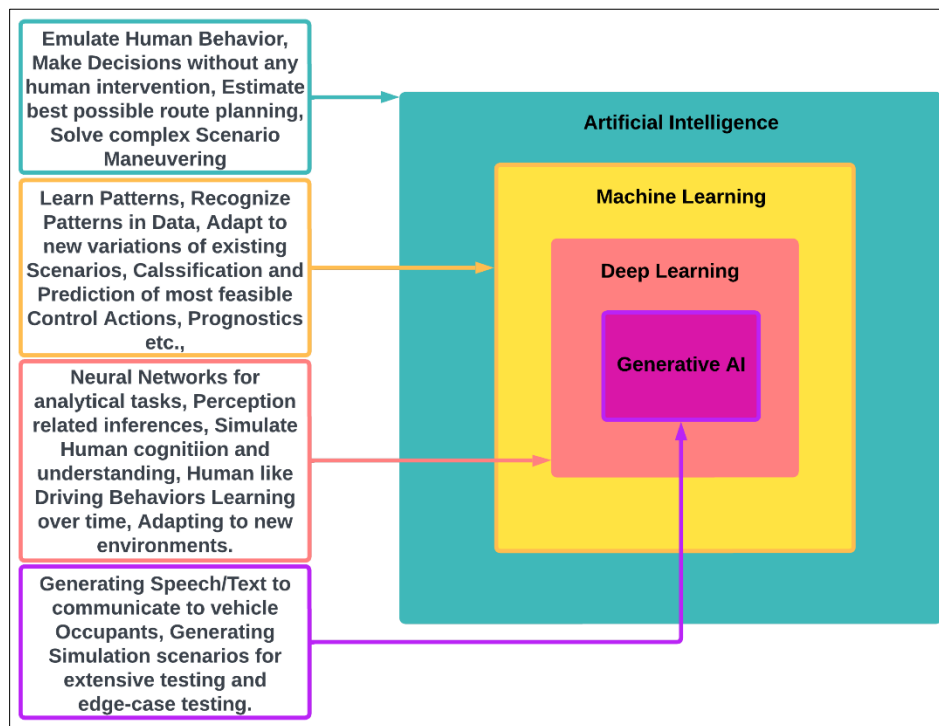 Emulate Human Behavior,
Make Decisions without any
human intervention, Estimate
best possible route planning,
Solve complex Scenario
Maneuvering
Learn Patterns, Recognize
Patterns in Data, Adapt to
new variations of existing
Scenarios, Calssification and
Prediction of most feasible
Control Actions, Prognostics
etc.,
Neural Networks for
analytical tasks, Perception
related inferences, Simulate
Human cognitiion and
understanding, Human like
Driving Behaviors Learning
over time, Adapting to new
environments.
Generating Speech/Text to
communicate to vehicle
Occupants, Generating
Simulation scenarios for
extensive testing and
edge-case testing.
Artificial Intelligence
Machine Learning
Deep Learning
Generative AI